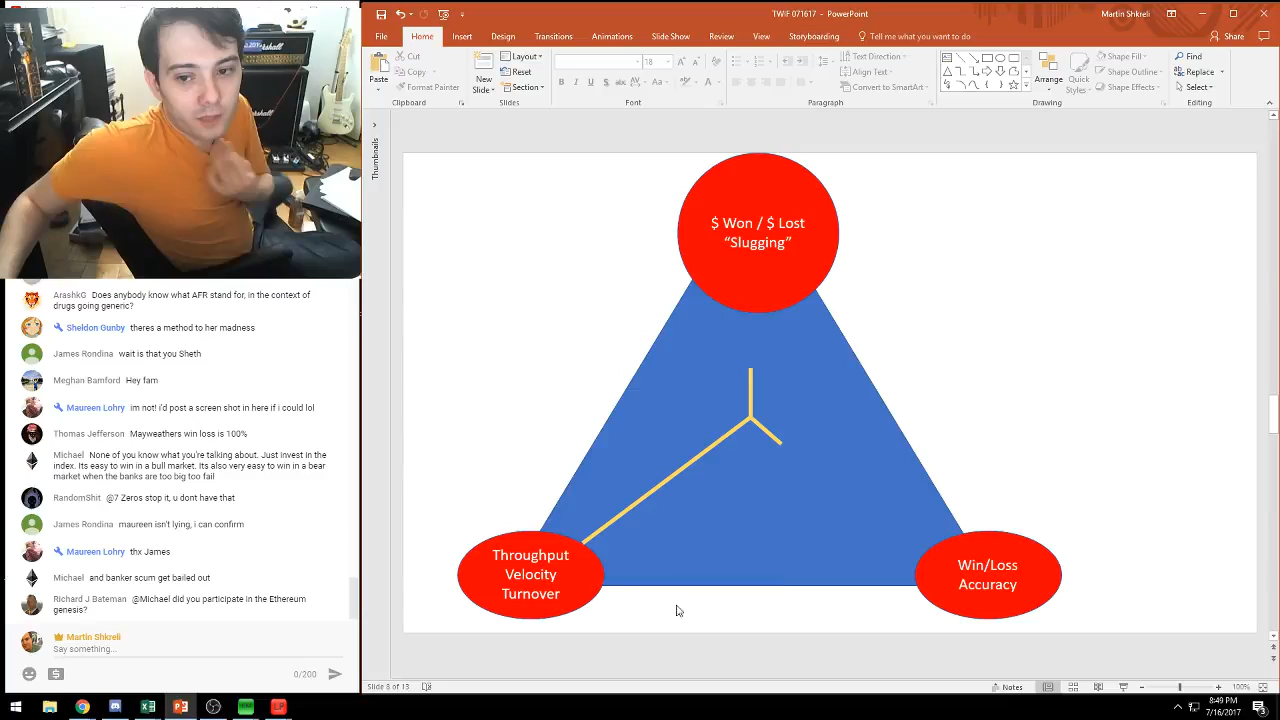 TWiF 071617 - PowerPoint
Martin Shkreli
File
Home
Insert
Design
Transitions
Animations
Slide Show
Review
View
Storyboarding
Tell me what you want to do
Share
Paste
Cut
Copy
Format Painter
Clipboard
New
Slide
Layout
Reset
Section
Slides
18
Font
Text Direction
Align Text
Convert to SmartArt
Paragraph
Arrange
Quick
Styles
Shape Fill
Shape Outline
Shape Effects
Drawing
Find
Replace
Select
Editing
Thumbnails
Marshall
Marshall
$ Won / $ Lost
“Slugging”
Throughput
Velocity
Turnover
Win/Loss
Accuracy
ArashkG Does anybody know what AFR stand for, in the context of
drugs going generic?
Sheldon Gunby theres a method to her madness
James Rondina wait is that you Sheth
Meghan Bamford Hey fam
Maureen Lohry im not! i'd post a screen shot in here if i could lol
Thomas Jefferson Mayweathers win loss is 100%
Michael None of you know what you're talking about. Just invest in the
index. Its easy to win in a bull market. Its also very easy to win in a bear
market when the banks are too big too fail
RandomShit @7 Zeros stop it, u dont have that
James Rondina maureen isn't lying, i can confirm
Maureen Lohry thx James
Michael and banker scum get bailed out
Richard J Bateman @Michael did you participate in the Ethereum
genesis?
Martin Shkreli
Say something...
0/200
Slide 8 of 13
Notes
100%
8:49 PM
7/16/2017